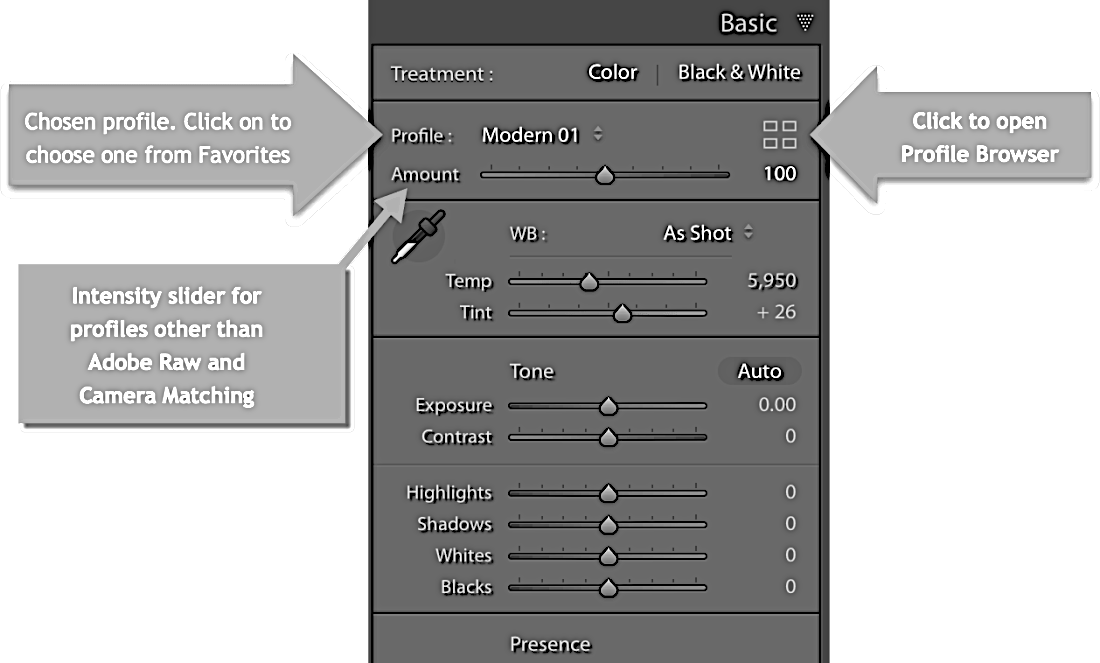 Basic
Treatment : Color | Black & White
Chosen profile. Click on to
choose one from Favorites
Profile : Modern 01
Amount 100
Click to open
Profile Browser
WB : As Shot
Intensity slider for
profiles other than
Adobe Raw and
Camera Matching
Temp 5,950
Tint + 26
Tone Auto
Exposure 0.00
Contrast 0
Highlights 0
Shadows 0
Whites 0
Blacks 0
Presence